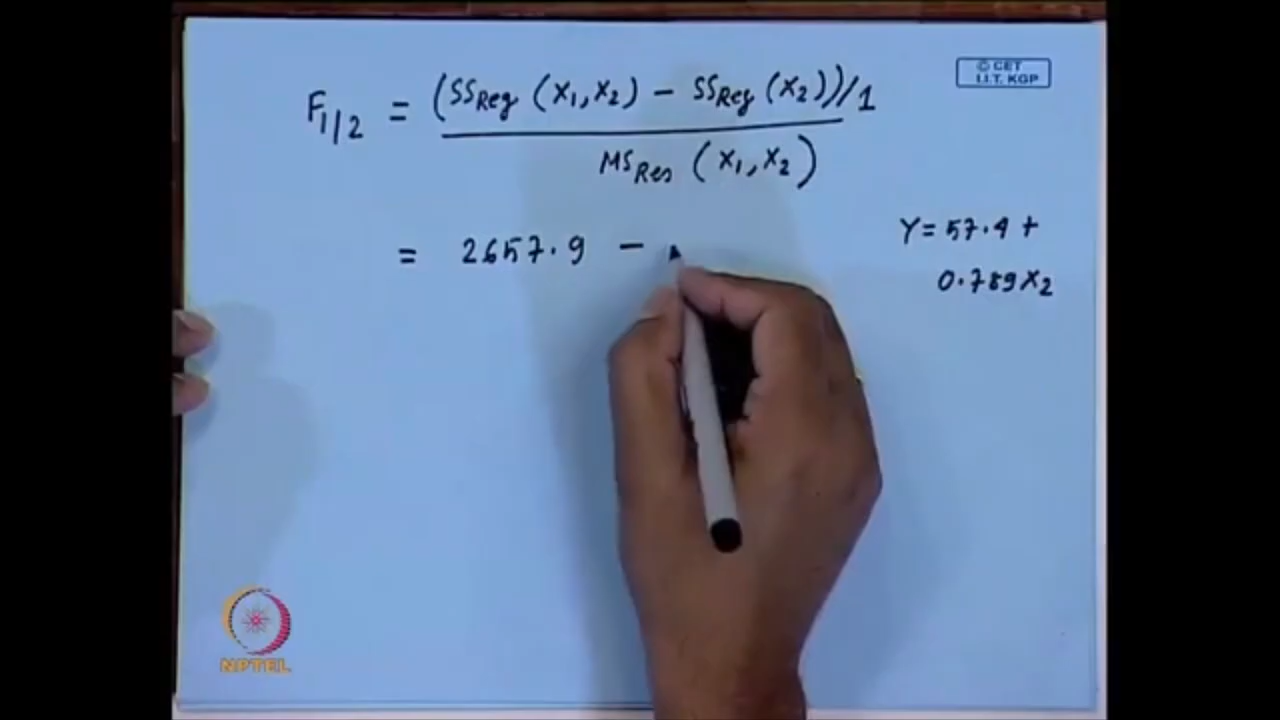 © CET
I.I.T. KGP
F1/2 = (SSReg (X1, X2) - SSReg (X2))/1
MSRes (X1, X2)
= 2657.9 -
Y = 57.4 +
0.789X2
NPTEL